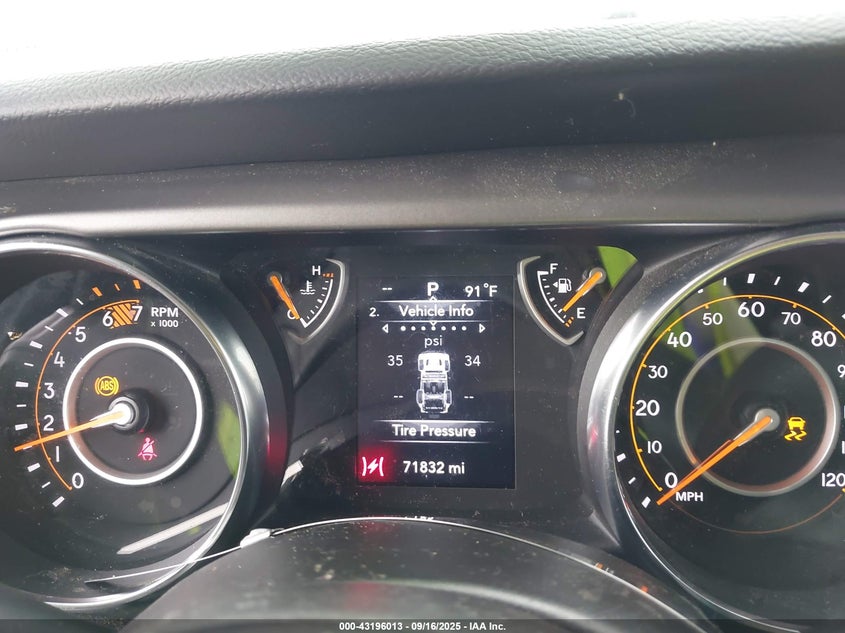 -- P 91°F
2. Vehicle Info
psi
35 34
-- --
Tire Pressure
71832 mi
H
C
F
E
RPM
x 1000
7
6
5
4
3
2
1
0
ABS
0
10
20
30
40
50
60
70
80
120
MPH
000-43196013 - 09/16/2025 - IAA Inc.